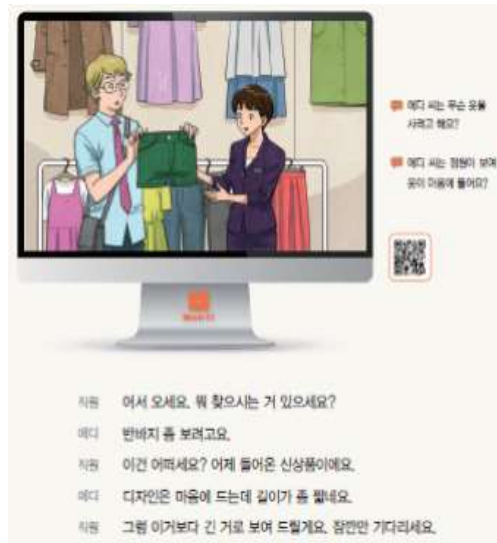 에디 씨는 무슨 옷을
사려고 해요?
에디 씨는 점원이 보여
옷이 마음에 들어요?
직원 어서 오세요. 뭐 찾으시는 거 있으세요?
에디 반바지 좀 보려고요.
직원 이건 어떠세요? 어제 들어온 신상품이에요.
에디 디자인은 마음에 드는데 길이가 좀 짧네요.
직원 그럼 이거보다 긴 거로 보여 드릴게요. 잠깐만 기다리세요.